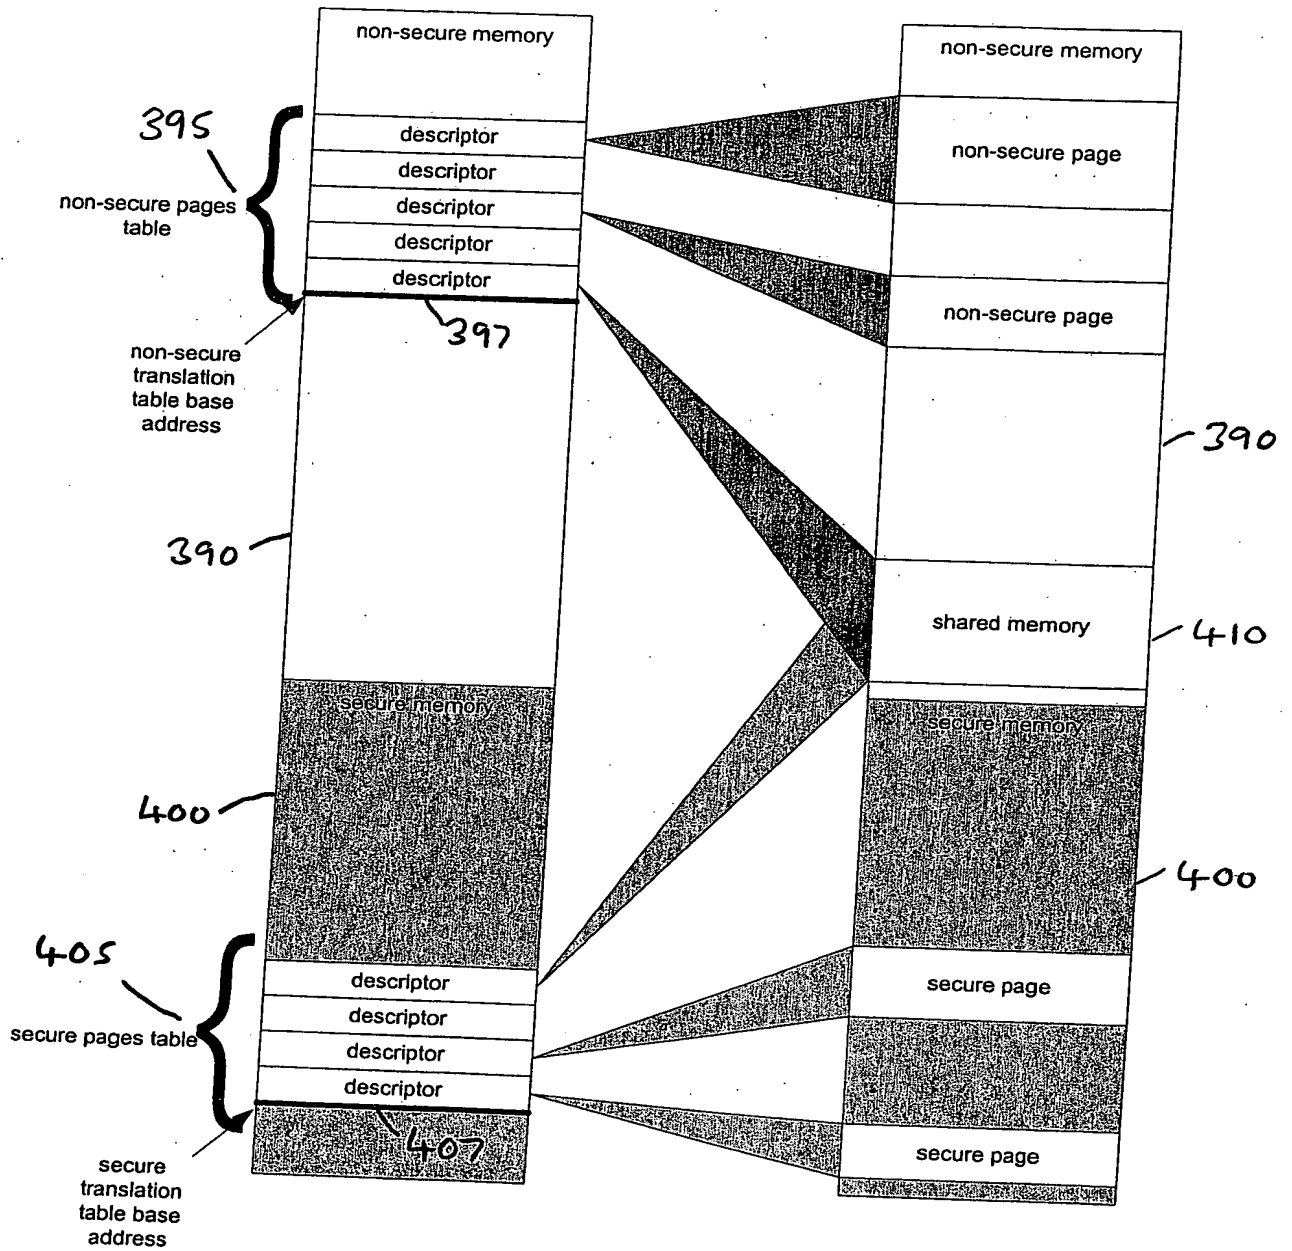 non-secure memory
395
non-secure pages
table
descriptor
descriptor
descriptor
descriptor
descriptor
397
non-secure
translation
table base
address
390
secure memory
400
405
secure pages table
descriptor
descriptor
descriptor
descriptor
407
secure
translation
table base
address
non-secure memory
non-secure page
non-secure page
390
shared memory
410
secure memory
400
secure page
secure page